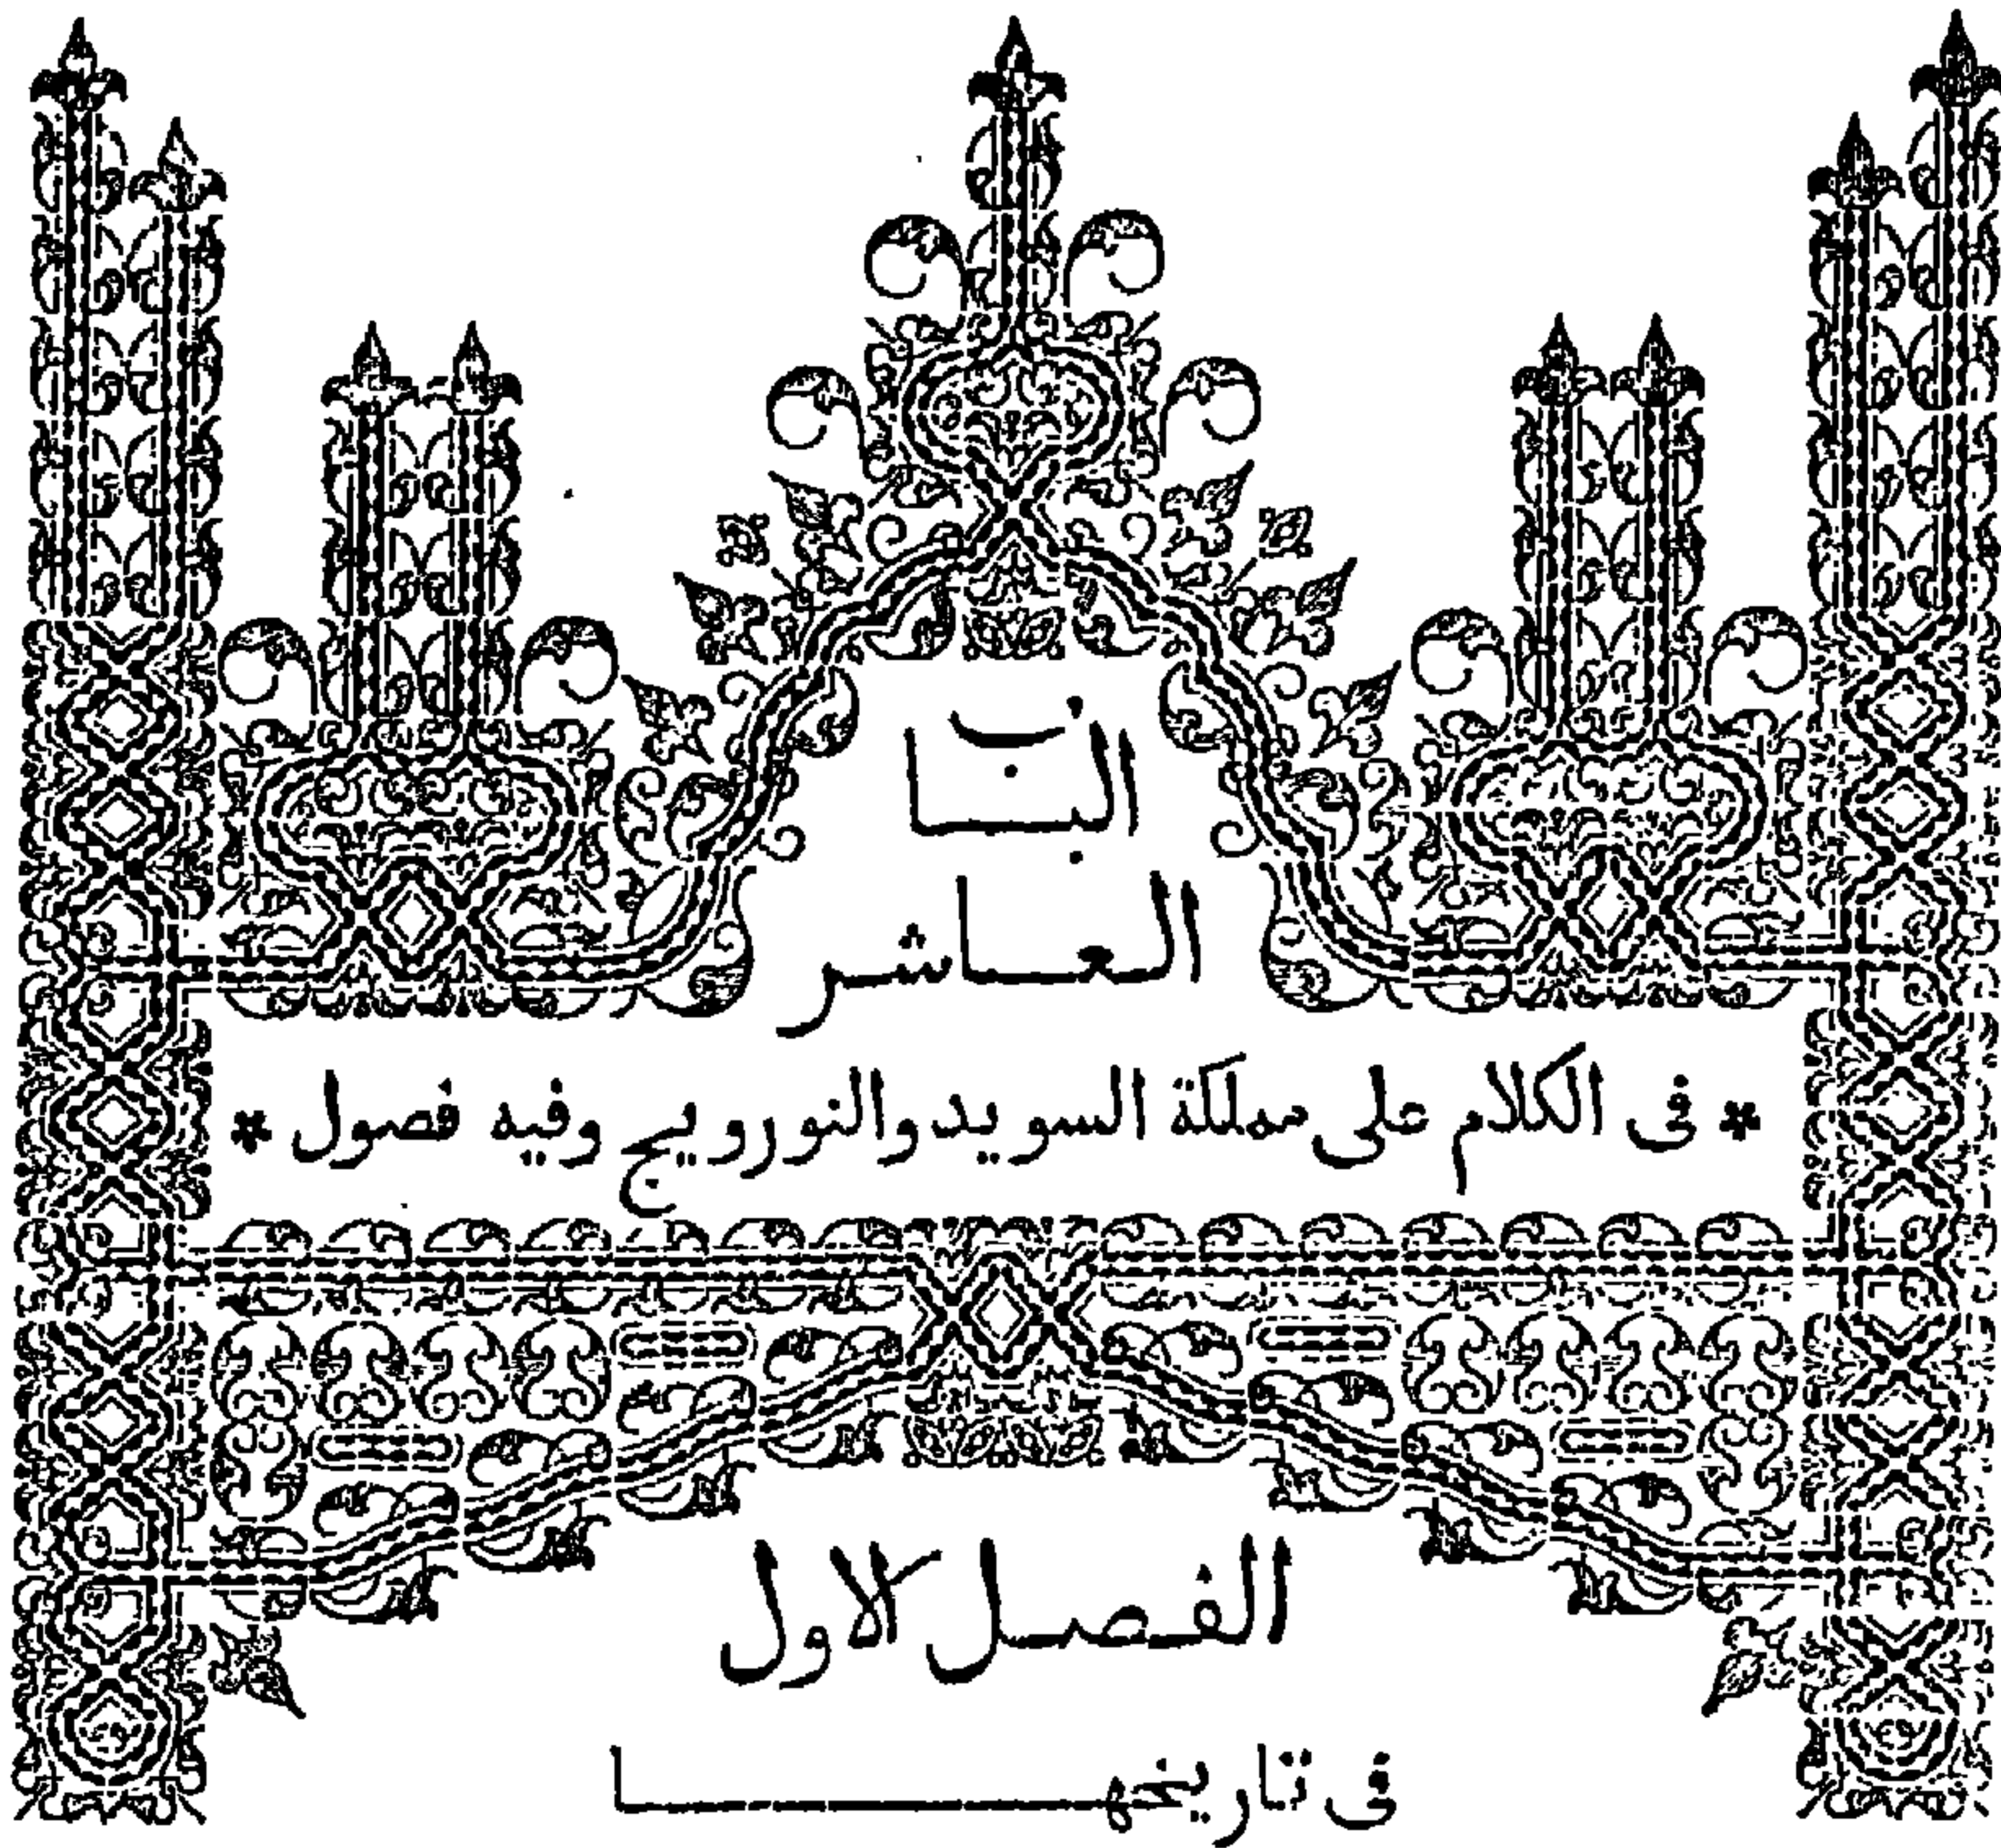 الباب
العاشر
* فى الكلام على مملكة السويد والنورويج وفيه فصول *
الفصل الاول
فى تاريخها